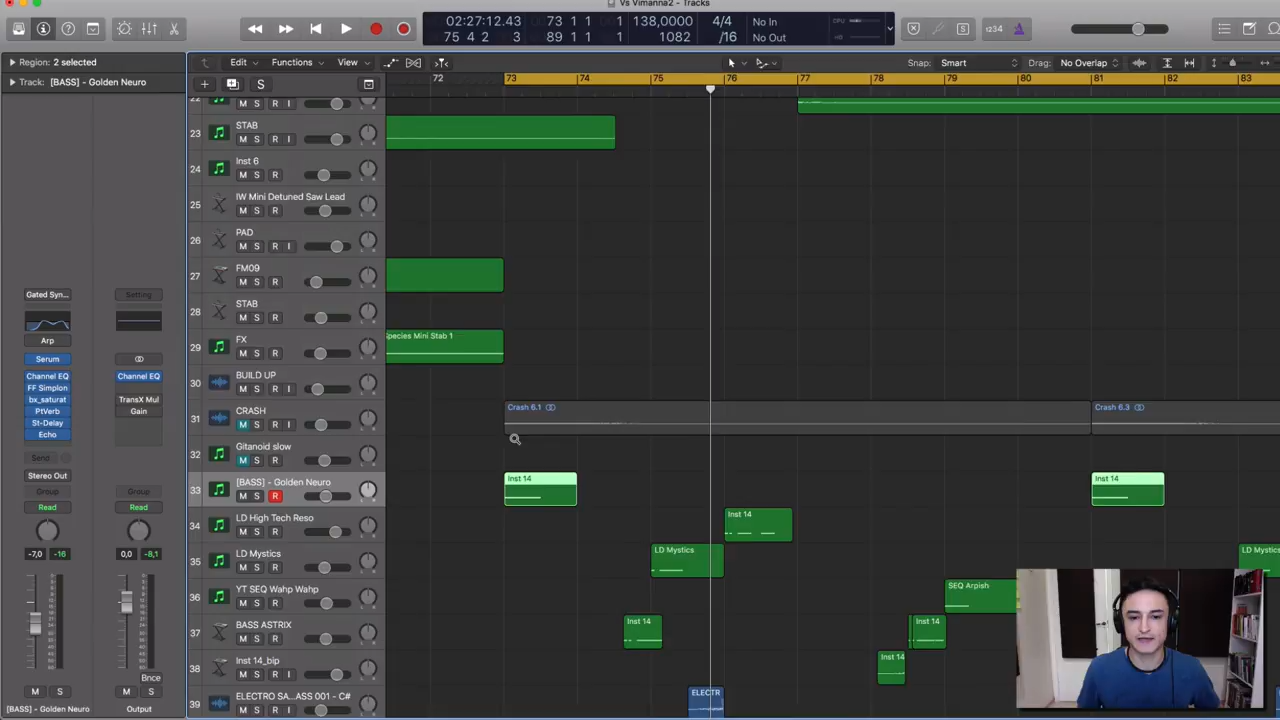 Vs Vimanna2 - Tracks
02:27:12.43 73 1 1 138,0000 4/4 No In
75 4 2 3 89 1 1 1082 /16 No Out
CPU
HD
1234
S
Region: 2 selected
Edit Functions View
Snap: Smart Drag: No Overlap
Track: [BASS] - Golden Neuro
S
72 73 74 75 76 77 78 79 80 81 82 83
22 M S R
23 STAB
M S R I
24 Inst 6
M S R
25 IW Mini Detuned Saw Lead
M S R I
26 PAD
M S R I
27 FM09
M S R
28 STAB
M S R
29 FX
M S R
Species Mini Stab 1
30 BUILD UP
M S R
31 CRASH
M S R
Crash 6.1
Crash 6.3
32 Gitanoid slow
M S R
33 [BASS] - Golden Neuro
M S R
Inst 14
Inst 14
34 LD High Tech Reso
M S R
Inst 14
35 LD Mystics
M S R
LD Mystics
LD Mystics
36 YT SEQ Wahp Wahp
M S R
SEQ Arpish
37 BASS ASTRIX
M S R
Inst 14
Inst 14
38 Inst 14_bip
M S R
Inst 14
39 ELECTRO SA...ASS 001 - C#
M S R
ELECTR
Gated Syn... Setting
Arp
Serum
Channel EQ Channel EQ
FF Simplon
bx_saturat TransX Mul
PtVerb Gain
St-Delay
Echo
Send
Stereo Out
Group Group
Read Read
-7,0 -16 0,0 -8,1
Bnce
M S M S
[BASS] - Golden Neuro Output